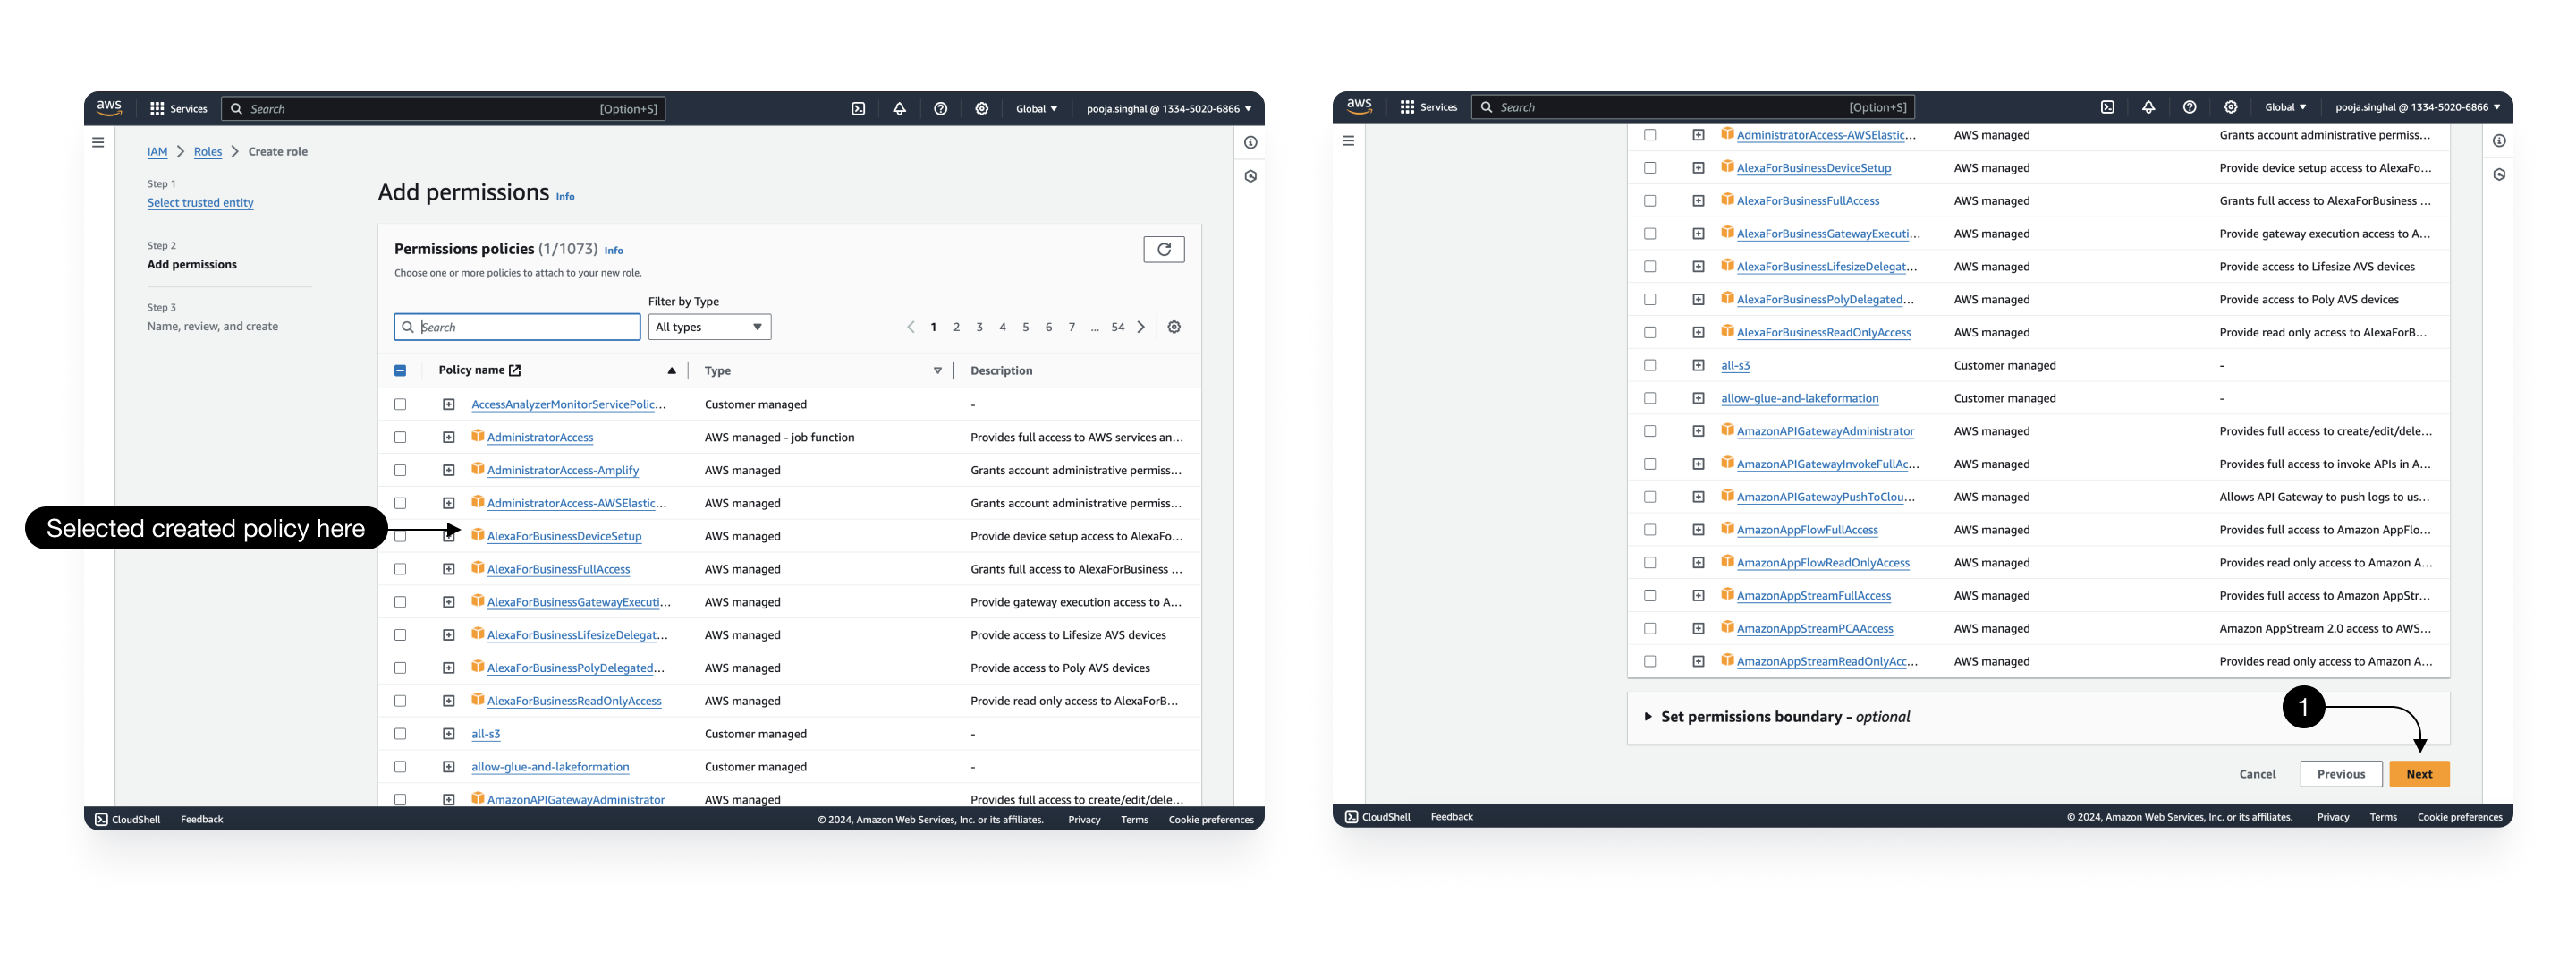 aws Services Search [Option+S] Global pooja.singhal @ 1334-5020-6866
IAM Roles Create role
Step 1
Select trusted entity
Step 2
Add permissions
Step 3
Name, review, and create
Add permissions Info
Permissions policies (1/1073) Info
Choose one or more policies to attach to your new role.
Filter by Type
Search All types 1 2 3 4 5 6 7 ... 54
Policy name Type Description
AccessAnalyzerMonitorServicePolic... Customer managed -
AdministratorAccess AWS managed - job function Provides full access to AWS services an...
AdministratorAccess-Amplify AWS managed Grants account administrative permiss...
AdministratorAccess-AWSElastic... AWS managed Grants account administrative permiss...
Selected created policy here
AlexaForBusinessDeviceSetup AWS managed Provide device setup access to AlexaFo...
AlexaForBusinessFullAccess AWS managed Grants full access to AlexaForBusiness ...
AlexaForBusinessGatewayExecuti... AWS managed Provide gateway execution access to A...
AlexaForBusinessLifesizeDelegat... AWS managed Provide access to Lifesize AVS devices
AlexaForBusinessPolyDelegated... AWS managed Provide access to Poly AVS devices
AlexaForBusinessReadOnlyAccess AWS managed Provide read only access to AlexaForB...
all-s3 Customer managed -
allow-glue-and-lakeformation Customer managed -
AmazonAPIGatewayAdministrator AWS managed Provides full access to create/edit/dele...
CloudShell Feedback © 2024, Amazon Web Services, Inc. or its affiliates. Privacy Terms Cookie preferences
aws Services Search [Option+S] Global pooja.singhal @ 1334-5020-6866
AdministratorAccess-AWSElastic... AWS managed Grants account administrative permiss...
AlexaForBusinessDeviceSetup AWS managed Provide device setup access to AlexaFo...
AlexaForBusinessFullAccess AWS managed Grants full access to AlexaForBusiness ...
AlexaForBusinessGatewayExecuti... AWS managed Provide gateway execution access to A...
AlexaForBusinessLifesizeDelegat... AWS managed Provide access to Lifesize AVS devices
AlexaForBusinessPolyDelegated... AWS managed Provide access to Poly AVS devices
AlexaForBusinessReadOnlyAccess AWS managed Provide read only access to AlexaForB...
all-s3 Customer managed -
allow-glue-and-lakeformation Customer managed -
AmazonAPIGatewayAdministrator AWS managed Provides full access to create/edit/dele...
AmazonAPIGatewayInvokeFullAc... AWS managed Provides full access to invoke APIs in A...
AmazonAPIGatewayPushToClou... AWS managed Allows API Gateway to push logs to us...
AmazonAppFlowFullAccess AWS managed Provides full access to Amazon AppFlo...
AmazonAppFlowReadOnlyAccess AWS managed Provides read only access to Amazon A...
AmazonAppStreamFullAccess AWS managed Provides full access to Amazon AppStr...
AmazonAppStreamPCAAccess AWS managed Amazon AppStream 2.0 access to AWS...
AmazonAppStreamReadOnlyAcc... AWS managed Provides read only access to Amazon A...
1
Set permissions boundary - optional
Cancel Previous Next
CloudShell Feedback © 2024, Amazon Web Services, Inc. or its affiliates. Privacy Terms Cookie preferences